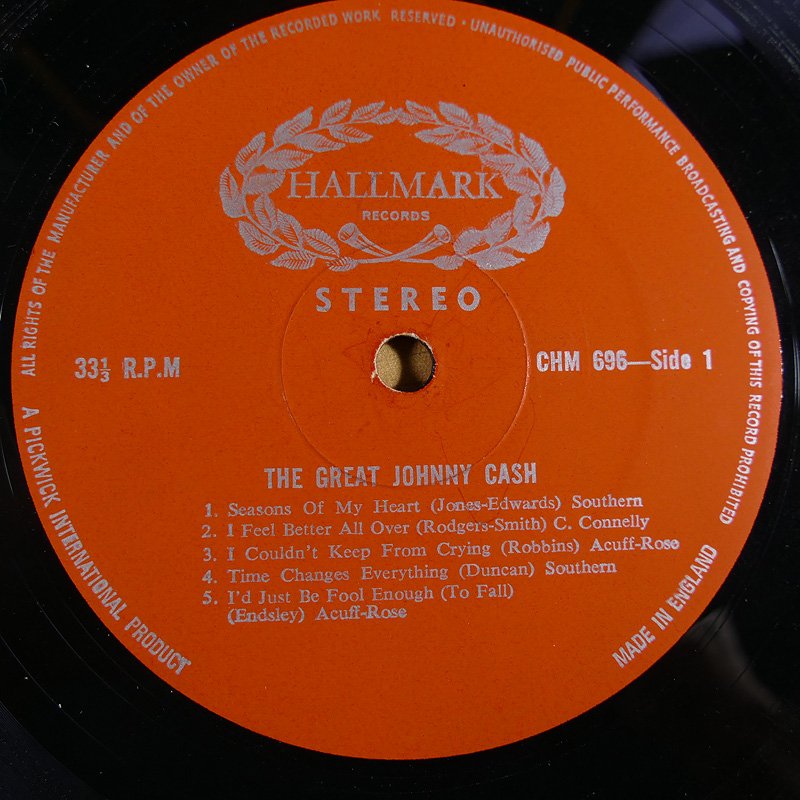 ALL RIGHTS OF THE MANUFACTURER AND OF THE OWNER OF THE RECORDED WORK RESERVED · UNAUTHORISED PUBLIC PERFORMANCE BROADCASTING AND COPYING OF THIS RECORD PROHIBITED
HALLMARK
RECORDS
STEREO
33⅓ R.P.M
CHM 696—Side 1
THE GREAT JOHNNY CASH
1. Seasons Of My Heart (Jones-Edwards) Southern
2. I Feel Better All Over (Rodgers-Smith) C. Connelly
3. I Couldn't Keep From Crying (Robbins) Acuff-Rose
4. Time Changes Everything (Duncan) Southern
5. I'd Just Be Fool Enough (To Fall)
(Endsley) Acuff-Rose
A PICKWICK INTERNATIONAL PRODUCT
MADE IN ENGLAND